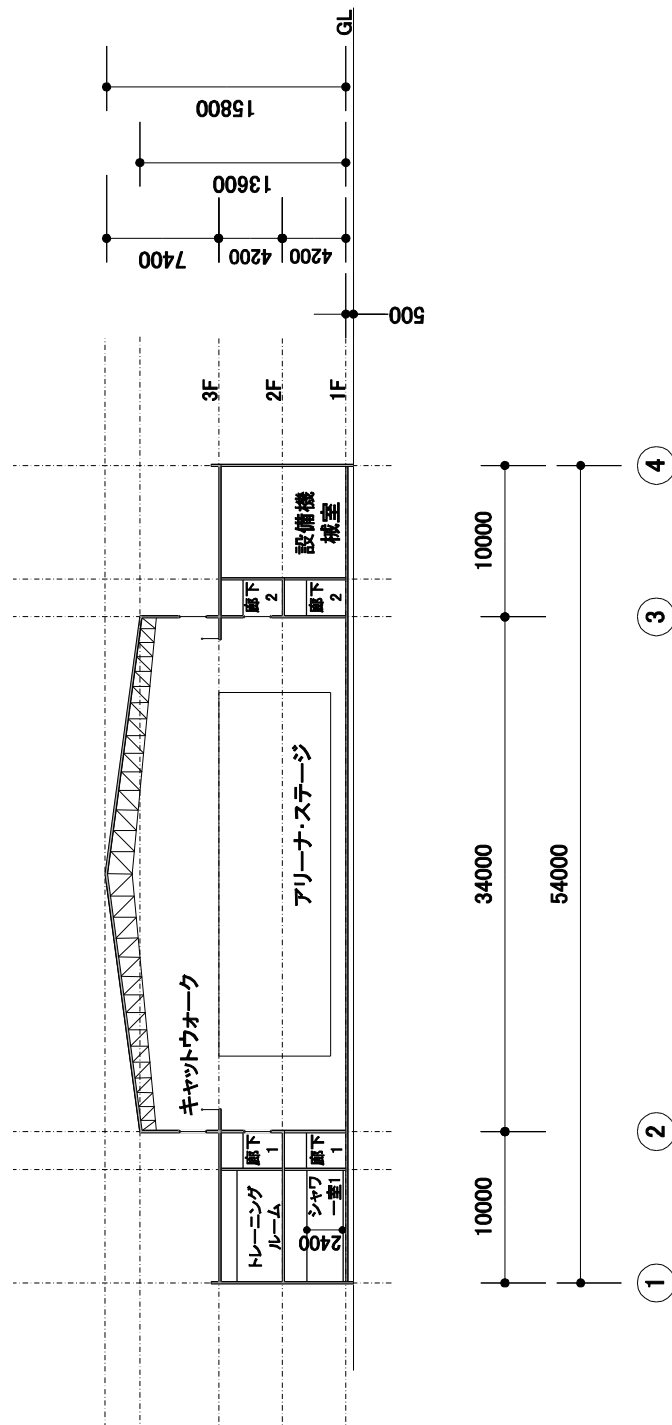 GL
15800
13600
7400
4200
4200
500
3F
2F
1F
キャットウォーク
アリーナ・ステージ
トレーニング
ルーム
廊下
1
シャワ
ー室1
2400
廊下
1
廊下
2
廊下
2
設備機
械室
10000
34000
10000
54000
1
2
3
4